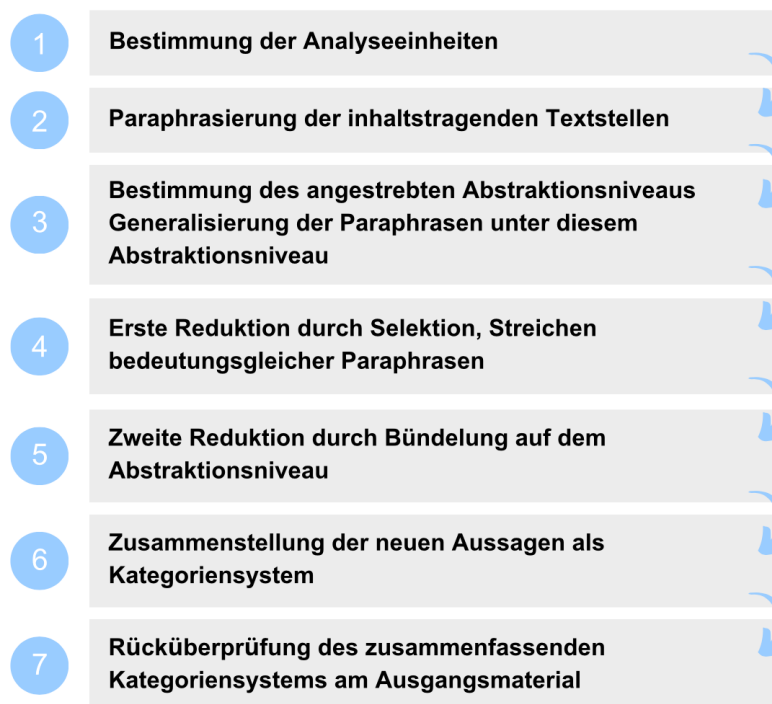 1
Bestimmung der Analyseeinheiten
2
Paraphrasierung der inhaltstragenden Textstellen
3
Bestimmung des angestrebten Abstraktionsniveaus
Generalisierung der Paraphrasen unter diesem
Abstraktionsniveau
4
Erste Reduktion durch Selektion, Streichen
bedeutungsgleicher Paraphrasen
5
Zweite Reduktion durch Bündelung auf dem
Abstraktionsniveau
6
Zusammenstellung der neuen Aussagen als
Kategoriensystem
7
Rücküberprüfung des zusammenfassenden
Kategoriensystems am Ausgangsmaterial